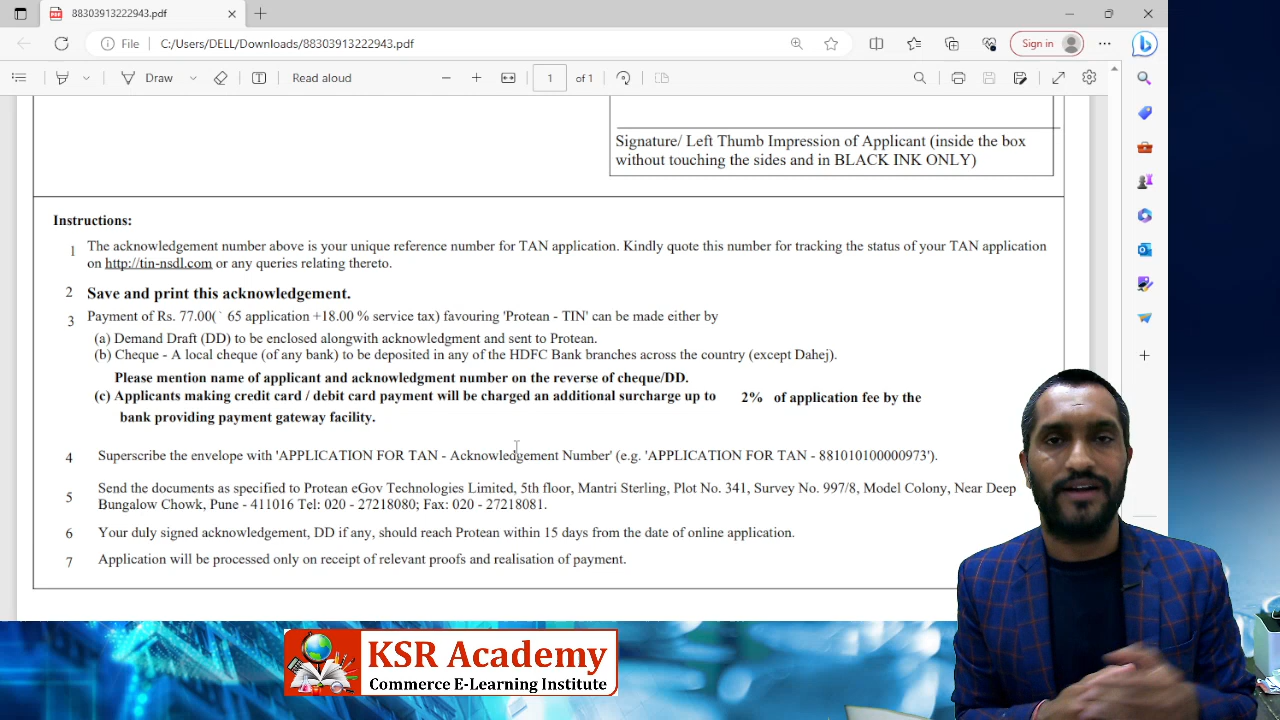 88303913222943.pdf
File C:/Users/DELL/Downloads/88303913222943.pdf Sign in
Draw Read aloud 1 of 1
Signature/ Left Thumb Impression of Applicant (inside the box
without touching the sides and in BLACK INK ONLY)
Instructions:
1 The acknowledgement number above is your unique reference number for TAN application. Kindly quote this number for tracking the status of your TAN application
on http://tin-nsdl.com or any queries relating thereto.
2 Save and print this acknowledgement.
3 Payment of Rs. 77.00(` 65 application +18.00 % service tax) favouring 'Protean - TIN' can be made either by
(a) Demand Draft (DD) to be enclosed alongwith acknowledgment and sent to Protean.
(b) Cheque - A local cheque (of any bank) to be deposited in any of the HDFC Bank branches across the country (except Dahej).
Please mention name of applicant and acknowledgment number on the reverse of cheque/DD.
(c) Applicants making credit card / debit card payment will be charged an additional surcharge up to 2% of application fee by the
bank providing payment gateway facility.
4 Superscribe the envelope with 'APPLICATION FOR TAN - Acknowledgement Number' (e.g. 'APPLICATION FOR TAN - 881010100000973').
5 Send the documents as specified to Protean eGov Technologies Limited, 5th floor, Mantri Sterling, Plot No. 341, Survey No. 997/8, Model Colony, Near Deep
Bungalow Chowk, Pune - 411016 Tel: 020 - 27218080; Fax: 020 - 27218081.
6 Your duly signed acknowledgement, DD if any, should reach Protean within 15 days from the date of online application.
7 Application will be processed only on receipt of relevant proofs and realisation of payment.
KSR Academy
Commerce E-Learning Institute